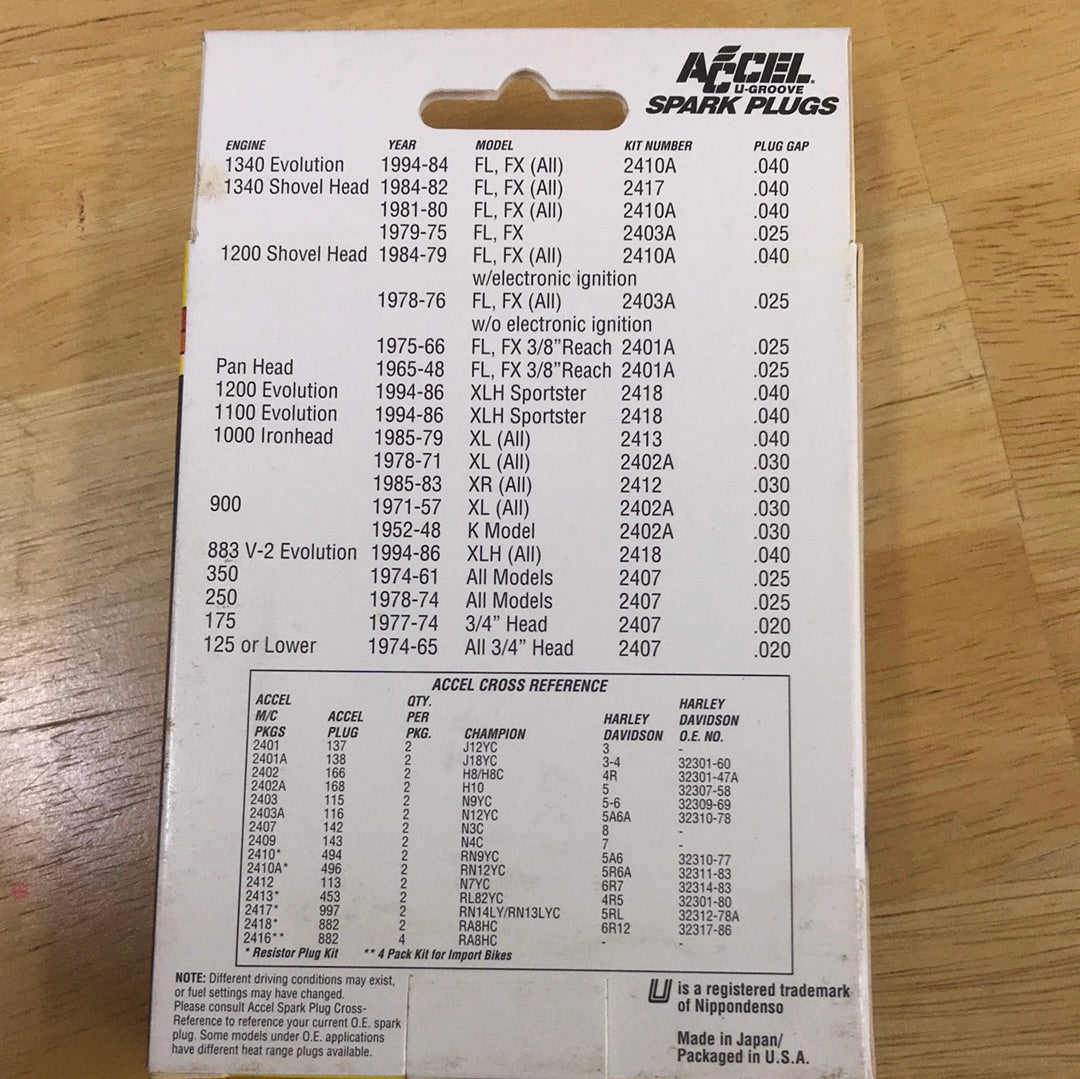 ACCEL
U-GROOVE
SPARK PLUGS
ENGINE YEAR MODEL KIT NUMBER PLUG GAP
1340 Evolution 1994-84 FL, FX (All) 2410A .040
1340 Shovel Head 1984-82 FL, FX (All) 2417 .040
1981-80 FL, FX (All) 2410A .040
1979-75 FL, FX 2403A .025
1200 Shovel Head 1984-79 FL, FX (All) 2410A .040
w/electronic ignition
1978-76 FL, FX (All) 2403A .025
w/o electronic ignition
1975-66 FL, FX 3/8”Reach 2401A .025
Pan Head 1965-48 FL, FX 3/8”Reach 2401A .025
1200 Evolution 1994-86 XLH Sportster 2418 .040
1100 Evolution 1994-86 XLH Sportster 2418 .040
1000 Ironhead 1985-79 XL (All) 2413 .040
1978-71 XL (All) 2402A .030
1985-83 XR (All) 2412 .030
900 1971-57 XL (All) 2402A .030
1952-48 K Model 2402A .030
883 V-2 Evolution 1994-86 XLH (All) 2418 .040
350 1974-61 All Models 2407 .025
250 1978-74 All Models 2407 .025
175 1977-74 3/4” Head 2407 .020
125 or Lower 1974-65 All 3/4” Head 2407 .020
ACCEL CROSS REFERENCE
ACCEL M/C PKGS ACCEL PLUG QTY. PER PKG. CHAMPION HARLEY DAVIDSON HARLEY DAVIDSON O.E. NO.
2401 137 2 J12YC 3 -
2401A 138 2 J18YC 3-4 32301-60
2402 166 2 H8/H8C 4R 32301-47A
2402A 168 2 H10 5 32307-58
2403 115 2 N9YC 5-6 32309-69
2403A 116 2 N12YC 5A6A 32310-78
2407 142 2 N3C 8 -
2409 143 2 N4C 7 -
2410* 494 2 RN9YC 5A6 32310-77
2410A* 496 2 RN12YC 5R6A 32311-83
2412 113 2 N7YC 6R7 32314-83
2413* 453 2 RL82YC 4R5 32301-80
2417* 997 2 RN14LY/RN13LYC 5RL 32312-78A
2418* 882 2 RA8HC 6R12 32317-86
2416** 882 4 RA8HC - -
* Resistor Plug Kit ** 4 Pack Kit for Import Bikes
NOTE: Different driving conditions may exist,
or fuel settings may have changed.
Please consult Accel Spark Plug Cross-
Reference to reference your current O.E. spark
plug. Some models under O.E. applications
have different heat range plugs available.
U is a registered trademark
of Nippondenso
Made in Japan/
Packaged in U.S.A.